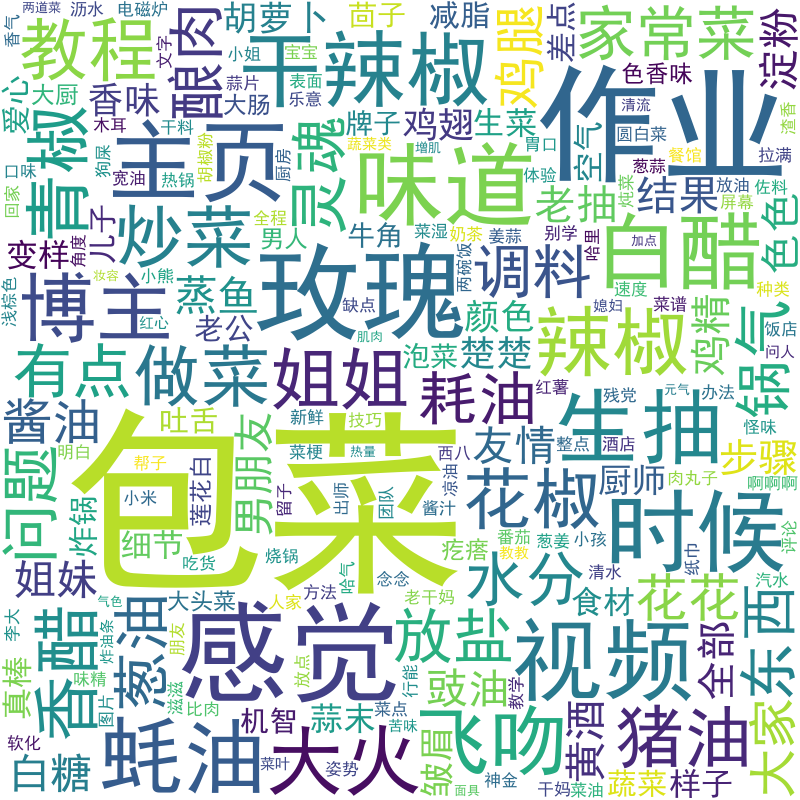 香气
两道菜
沥水
电磁炉
胡萝卜
茴子
减脂
鸡腿
差点
家常菜
淀粉
教程
文字
酿肉
小姐
宝宝
干辣椒
作业
爱心
大厨
香味
蒜片
表面
大肠
乐意
牌子
鸡翅
生菜
空气
色香味
清流
圆白菜
渣香
青椒
木耳
干料
主页
灵魂
蔬菜类
增肌
胃口
葱蒜
餐馆
拉满
味道
体验
老抽
炖菜
结果
放油
佐料
屏幕
白醋
色色
口味
狗屎
热锅
胡椒粉
厨房
回家
宽油
儿子
角度
炒菜
全程
男人
牛角
菜湿
奶茶
姜蒜
两碗饭
别学
哈里
加点
变样
妆容
小熊
蒸鱼
缺点
玫瑰
调料
速度
种类
浅棕色
博主
红心
老公
肌肉
颜色
泡菜
楚楚
辣椒
媳妇
菜谱
鸡精
锅气
饭店
问人
有点
做菜
姐姐
耗油
红薯
生抽
残党
元气
办法
酱油
吐舌
新鲜
技巧
友情
整点
酒店
怪味
步骤
明白
帮子
包菜
菜梗
热量
西八
问题
男朋友
小米
莲花白
留子
出师
团队
酱汁
凉油
花椒
厨师
肉丸子
啊啊啊
时候
炸锅
细节
吃货
烧锅
番茄
教教
葱姜
小孩
疙瘩
纸巾
评论
姐妹
大头菜
人家
方法
哈气
念念
老干妈
水分
清水
食材
花花
汽水
东西
李大
气色
香醋
炸油条
葱油
朋友
感觉
放点
放盐
行能
豉油
教学
视频
全部
真棒
味精
图片
滋滋
比肉
机智
蒜末
菜点
苦味
皱眉
飞吻
黄酒
猪油
大家
白糖
软化
蚝油
菜叶
大火
姿势
面具
神金
干妈
菜油
蔬菜
样子